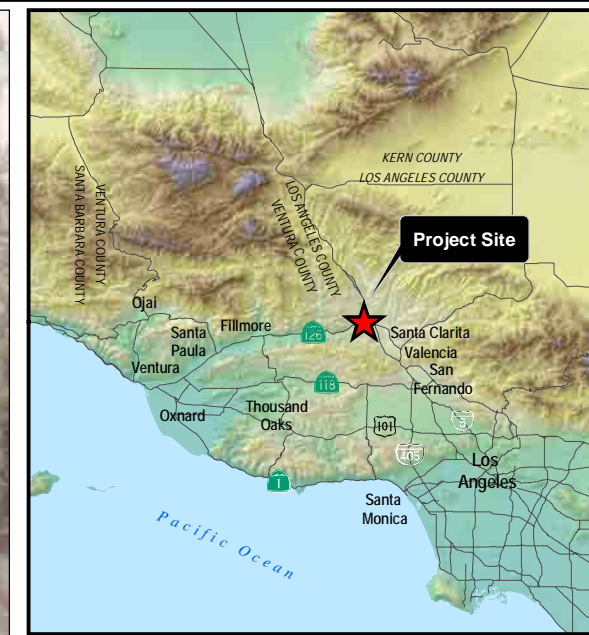 KERN COUNTY
LOS ANGELES COUNTY
LOS ANGELES COUNTY
VENTURA COUNTY
SANTA BARBARA COUNTY
VENTURA COUNTY
Project Site
Ojai
Santa
Paula
Fillmore
126
Santa Clarita
Valencia
San
Fernando
Ventura
118
Oxnard
Thousand
Oaks
101
5
405
Los
Angeles
1
Santa
Monica
Pacific Ocean